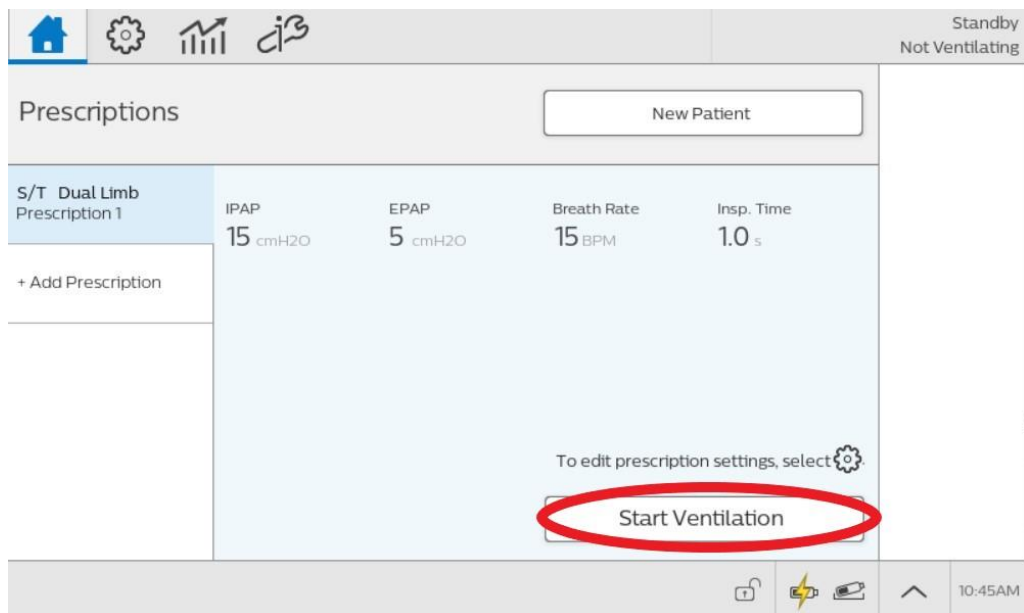 Standby
Not Ventilating
Prescriptions
New Patient
S/T Dual Limb
Prescription 1
+ Add Prescription
IPAP
15 cmH2O
EPAP
5 cmH2O
Breath Rate
15 BPM
Insp. Time
1.0 s
To edit prescription settings, select
Start Ventilation
10:45AM